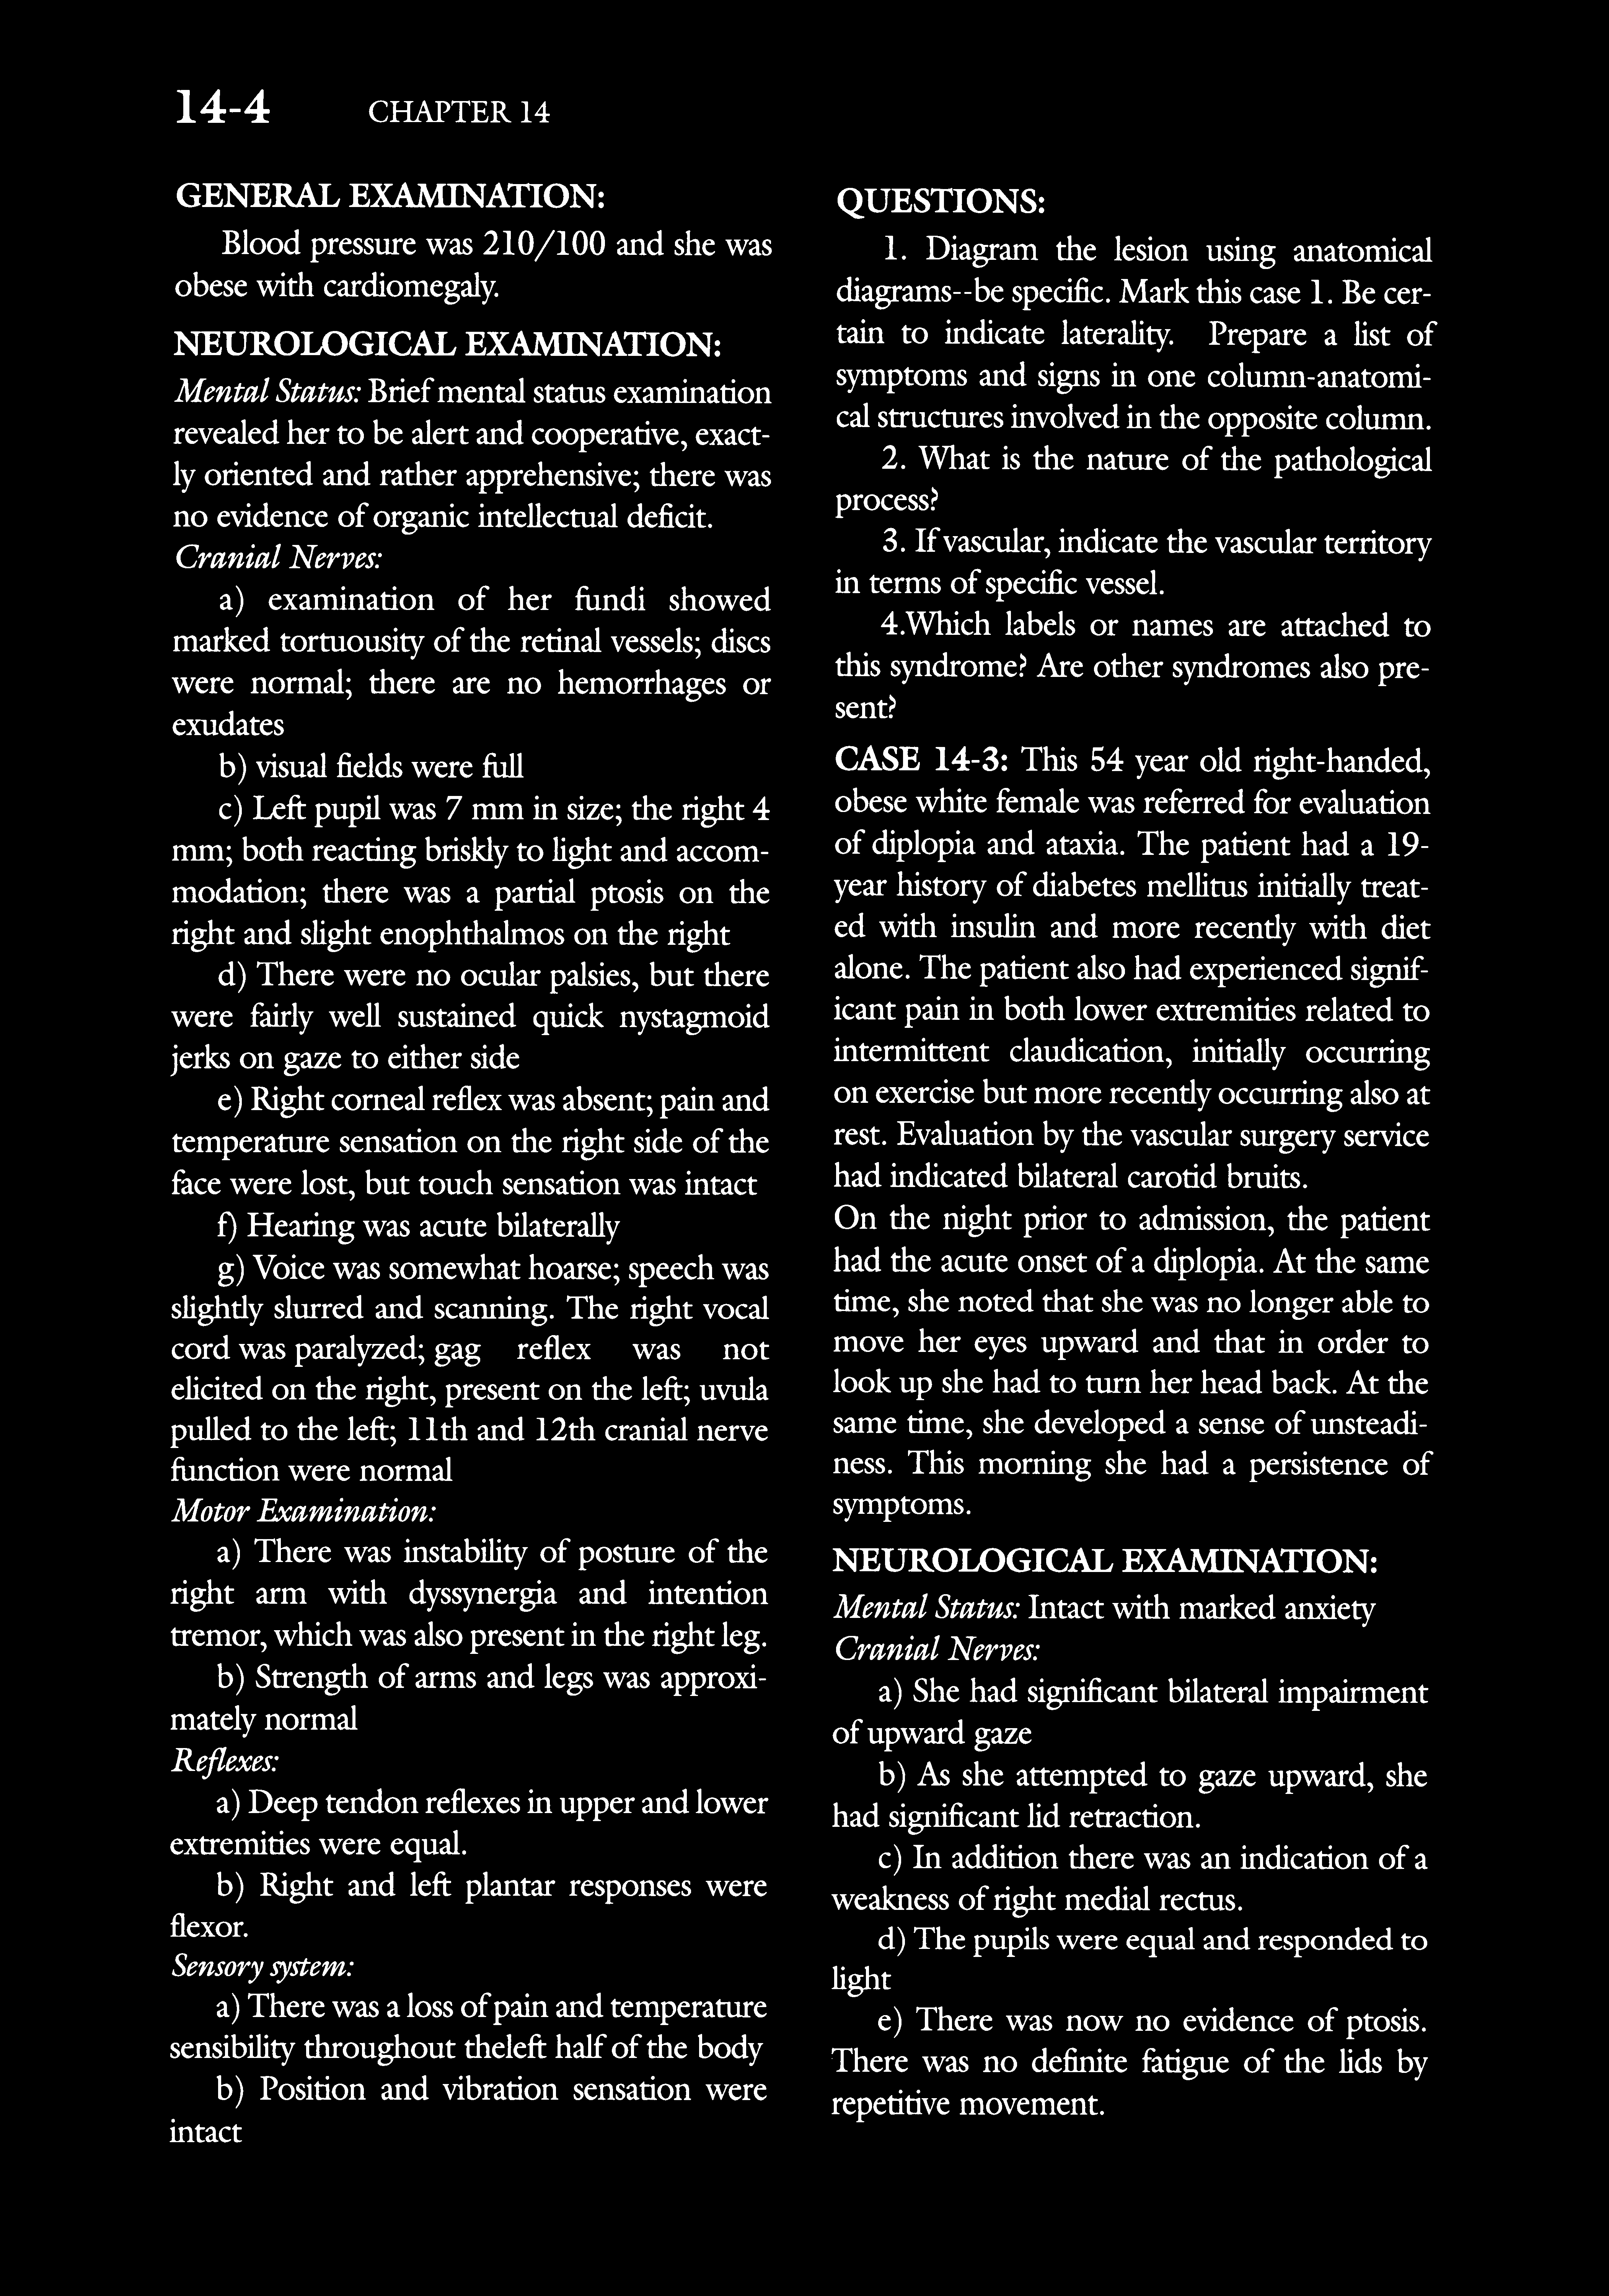 14-4 CHAPTER 14
GENERAL EXAMINATION:
Blood pressure was 210/100 and she was
obese with cardiomegaly.
NEUROLOGICAL EXAMINATION:
Mental Status: Brief mental status examination
revealed her to be alert and cooperative, exact-
ly oriented and rather apprehensive; there was
no evidence of organic intellectual deficit.
Cranial Nerves:
a) examination of her fundi showed
marked tortuousity of the retinal vessels; discs
were normal; there are no hemorrhages or
exudates
b) visual fields were full
c) Left pupil was 7 mm in size; the right 4
mm; both reacting briskly to light and accom-
modation; there was a partial ptosis on the
right and slight enophthalmos on the right
d) There were no ocular palsies, but there
were fairly well sustained quick nystagmoid
jerks on gaze to either side
e) Right corneal reflex was absent; pain and
temperature sensation on the right side of the
face were lost, but touch sensation was intact
f) Hearing was acute bilaterally
g) Voice was somewhat hoarse; speech was
slightly slurred and scanning. The right vocal
cord was paralyzed; gag reflex was not
elicited on the right, present on the left; uvula
pulled to the left; 11th and 12th cranial nerve
function were normal
Motor Examination:
a) There was instability of posture of the
right arm with dyssynergia and intention
tremor, which was also present in the right leg.
b) Strength of arms and legs was approxi-
mately normal
Reflexes:
a) Deep tendon reflexes in upper and lower
extremities were equal.
b) Right and left plantar responses were
flexor.
Sensory system:
a) There was a loss of pain and temperature
sensibility throughout theleft half of the body
b) Position and vibration sensation were
intact
QUESTIONS:
1. Diagram the lesion using anatomical
diagrams--be specific. Mark this case 1. Be cer-
tain to indicate laterality. Prepare a list of
symptoms and signs in one column-anatomi-
cal structures involved in the opposite column.
2. What is the nature of the pathological
process?
3. If vascular, indicate the vascular territory
in terms of specific vessel.
4.Which labels or names are attached to
this syndrome? Are other syndromes also pre-
sent?
CASE 14-3: This 54 year old right-handed,
obese white female was referred for evaluation
of diplopia and ataxia. The patient had a 19-
year history of diabetes mellitus initially treat-
ed with insulin and more recently with diet
alone. The patient also had experienced signif-
icant pain in both lower extremities related to
intermittent claudication, initially occurring
on exercise but more recently occurring also at
rest. Evaluation by the vascular surgery service
had indicated bilateral carotid bruits.
On the night prior to admission, the patient
had the acute onset of a diplopia. At the same
time, she noted that she was no longer able to
move her eyes upward and that in order to
look up she had to turn her head back. At the
same time, she developed a sense of unsteadi-
ness. This morning she had a persistence of
symptoms.
NEUROLOGICAL EXAMINATION:
Mental Status: Intact with marked anxiety
Cranial Nerves:
a) She had significant bilateral impairment
of upward gaze
b) As she attempted to gaze upward, she
had significant lid retraction.
c) In addition there was an indication of a
weakness of right medial rectus.
d) The pupils were equal and responded to
light
e) There was now no evidence of ptosis.
There was no definite fatigue of the lids by
repetitive movement.